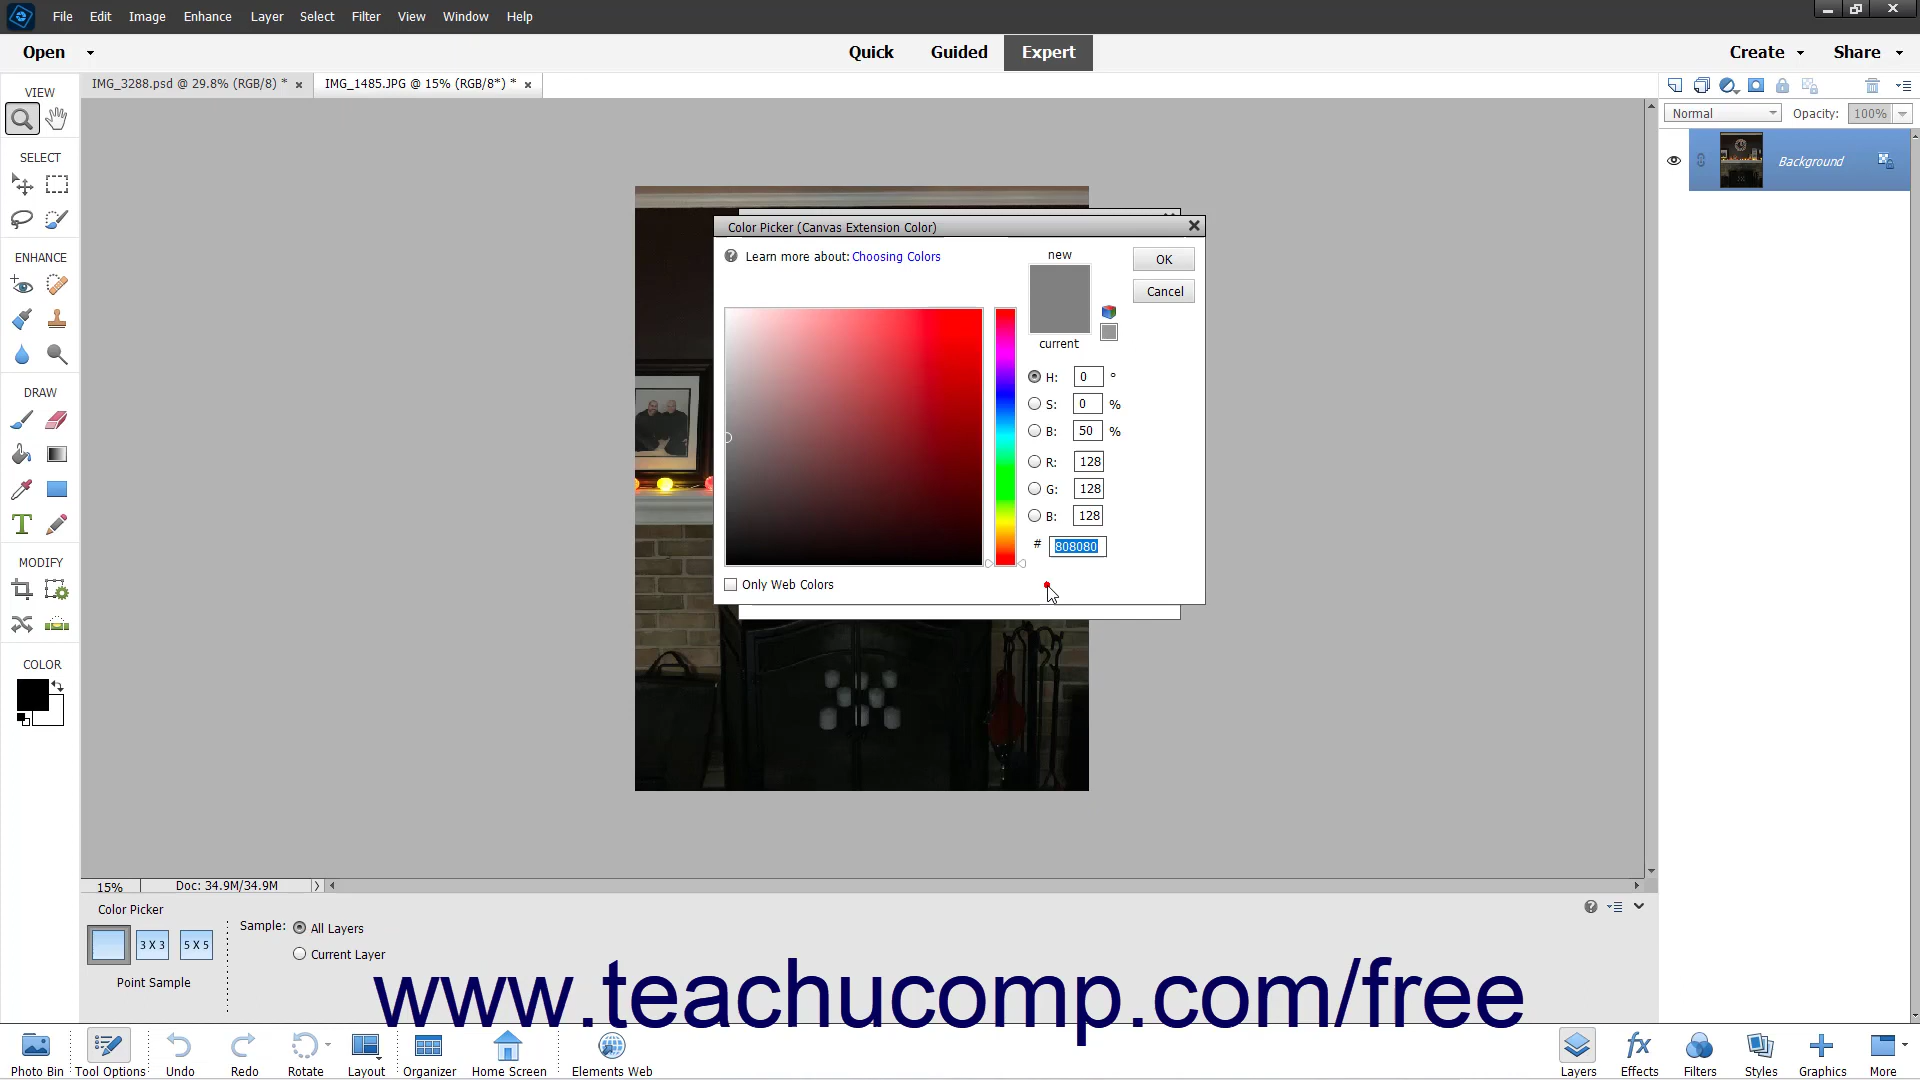 File Edit Image Enhance Layer Select Filter View Window Help
Open Quick Guided Expert Create Share
IMG_3288.psd @ 29.8% (RGB/8) * × IMG_1485.JPG @ 15% (RGB/8*) * ×
VIEW
Normal Opacity: 100%
SELECT
Background
Color Picker (Canvas Extension Color)
Learn more about: Choosing Colors
new
OK
ENHANCE
Cancel
current
H: 0 °
DRAW
S: 0 %
B: 50 %
R: 128
G: 128
B: 128
# 808080
MODIFY
Only Web Colors
COLOR
15% Doc: 34.9M/34.9M
Color Picker
Sample: All Layers
3 X 3 5 X 5
Current Layer
Point Sample
www.teachucomp.com/free
Photo Bin Tool Options Undo Redo Rotate Layout Organizer Home Screen Elements Web Layers Effects Filters Styles Graphics More